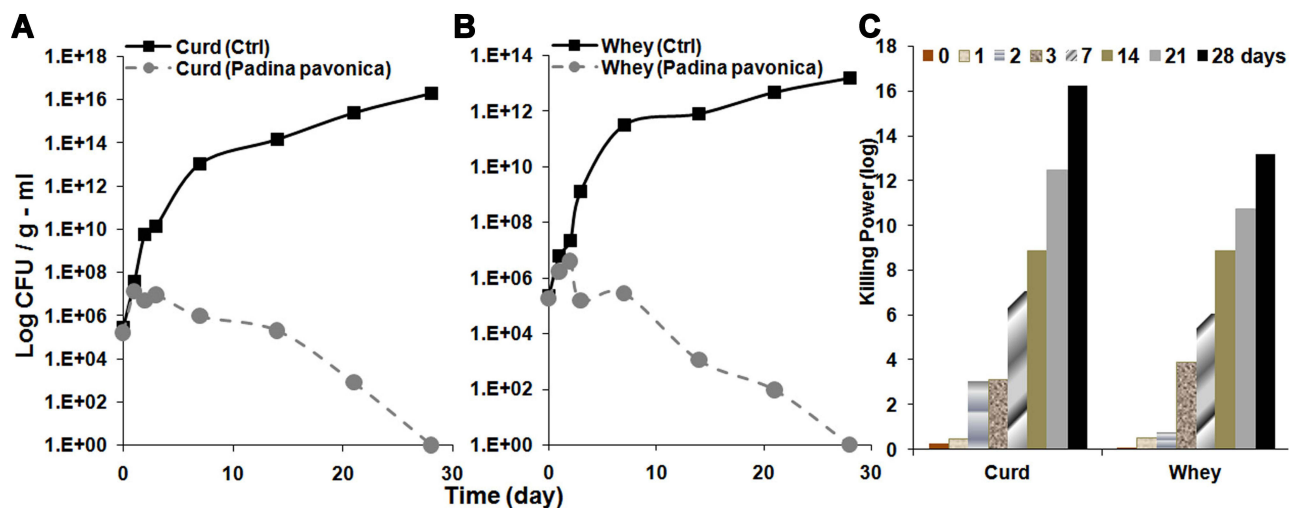 A
Curd (Ctrl)
Curd (Padina pavonica)
1.E+18
1.E+16
1.E+14
1.E+12
1.E+10
1.E+08
1.E+06
1.E+04
1.E+02
1.E+00
Log CFU / g - ml
0 10 20 30
B
Whey (Ctrl)
Whey (Padina pavonica)
1.E+14
1.E+12
1.E+10
1.E+08
1.E+06
1.E+04
1.E+02
1.E+00
0 10 20 30
Time (day)
C
0 1 2 3 7 14 21 28 days
18
16
14
12
10
8
6
4
2
0
Killing Power (log)
Curd Whey